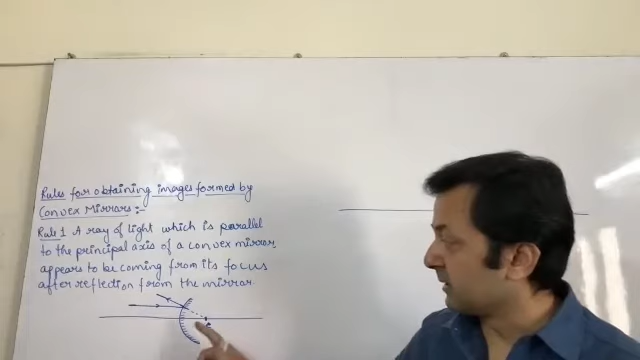 Rules for obtaining images formed by
Convex Mirrors:-
Rule 1 A ray of light which is parallel
to the principal axis of a convex mirror
appears to be coming from its focus
after reflection from the mirror.